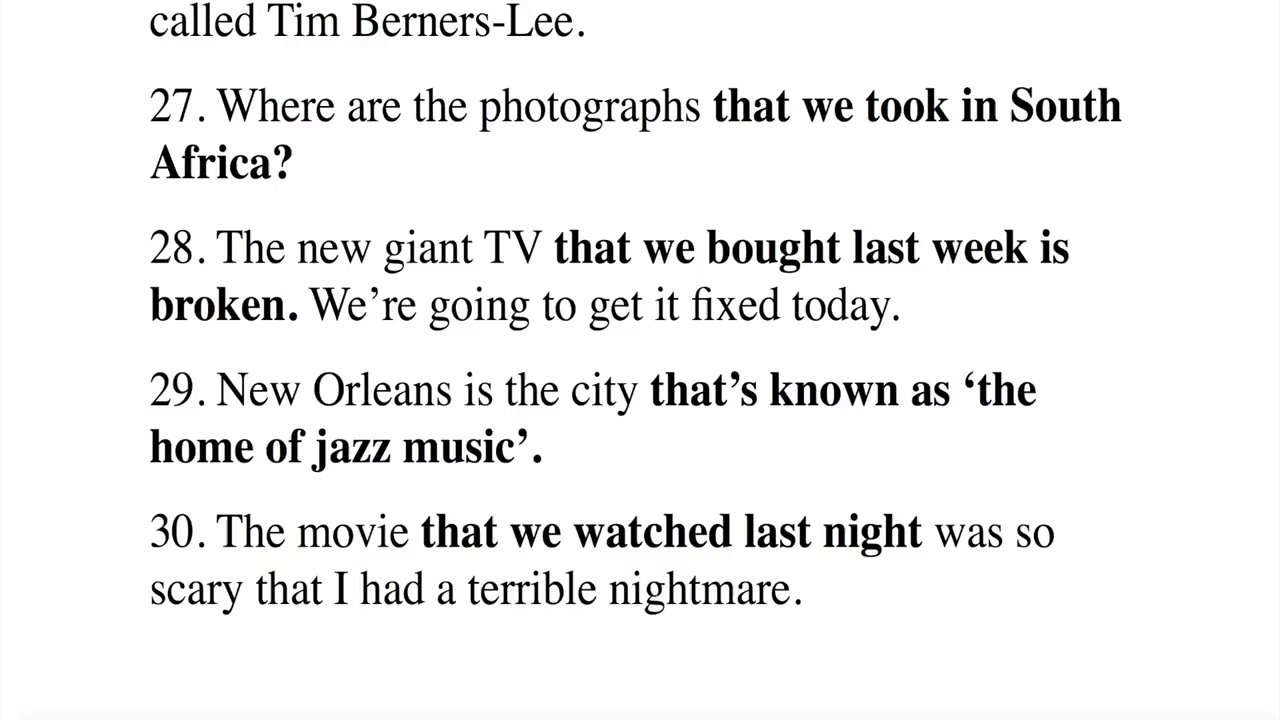 called Tim Berners-Lee.
27. Where are the photographs that we took in South
Africa?
28. The new giant TV that we bought last week is
broken. We’re going to get it fixed today.
29. New Orleans is the city that’s known as ‘the
home of jazz music’.
30. The movie that we watched last night was so
scary that I had a terrible nightmare.